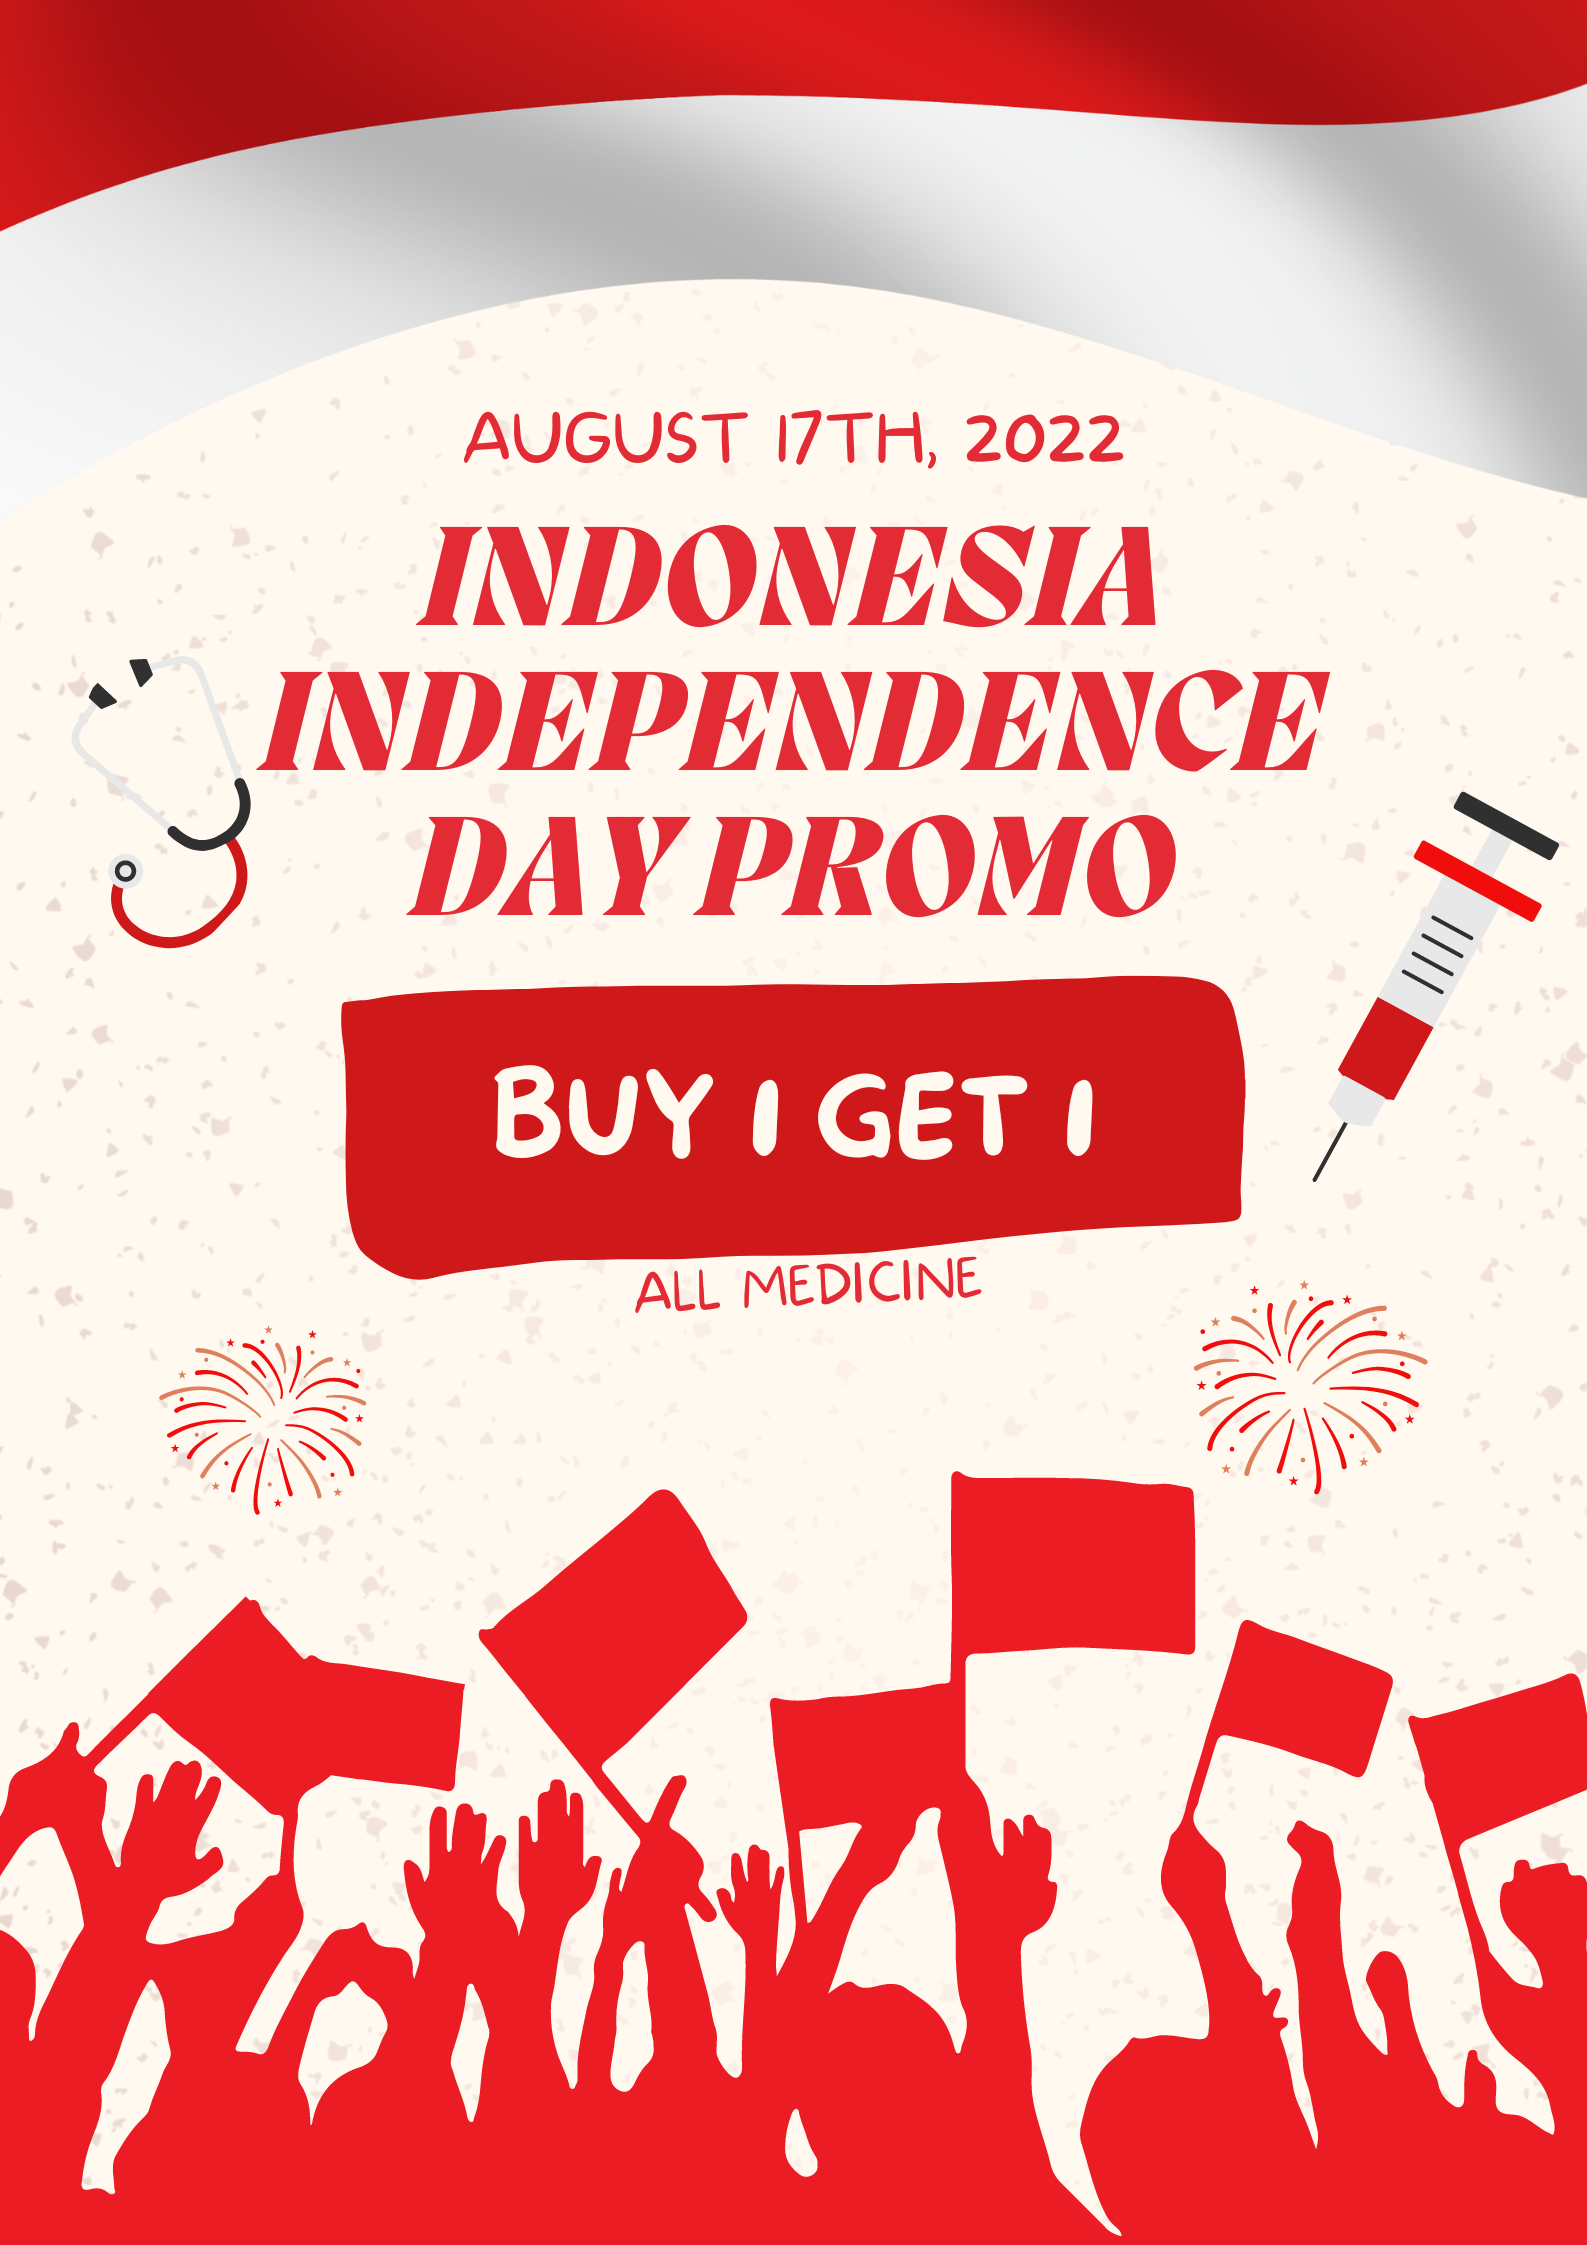 AUGUST 17TH, 2022
INDONESIA
INDEPENDENCE
DAY PROMO
BUY 1 GET 1
ALL MEDICINE